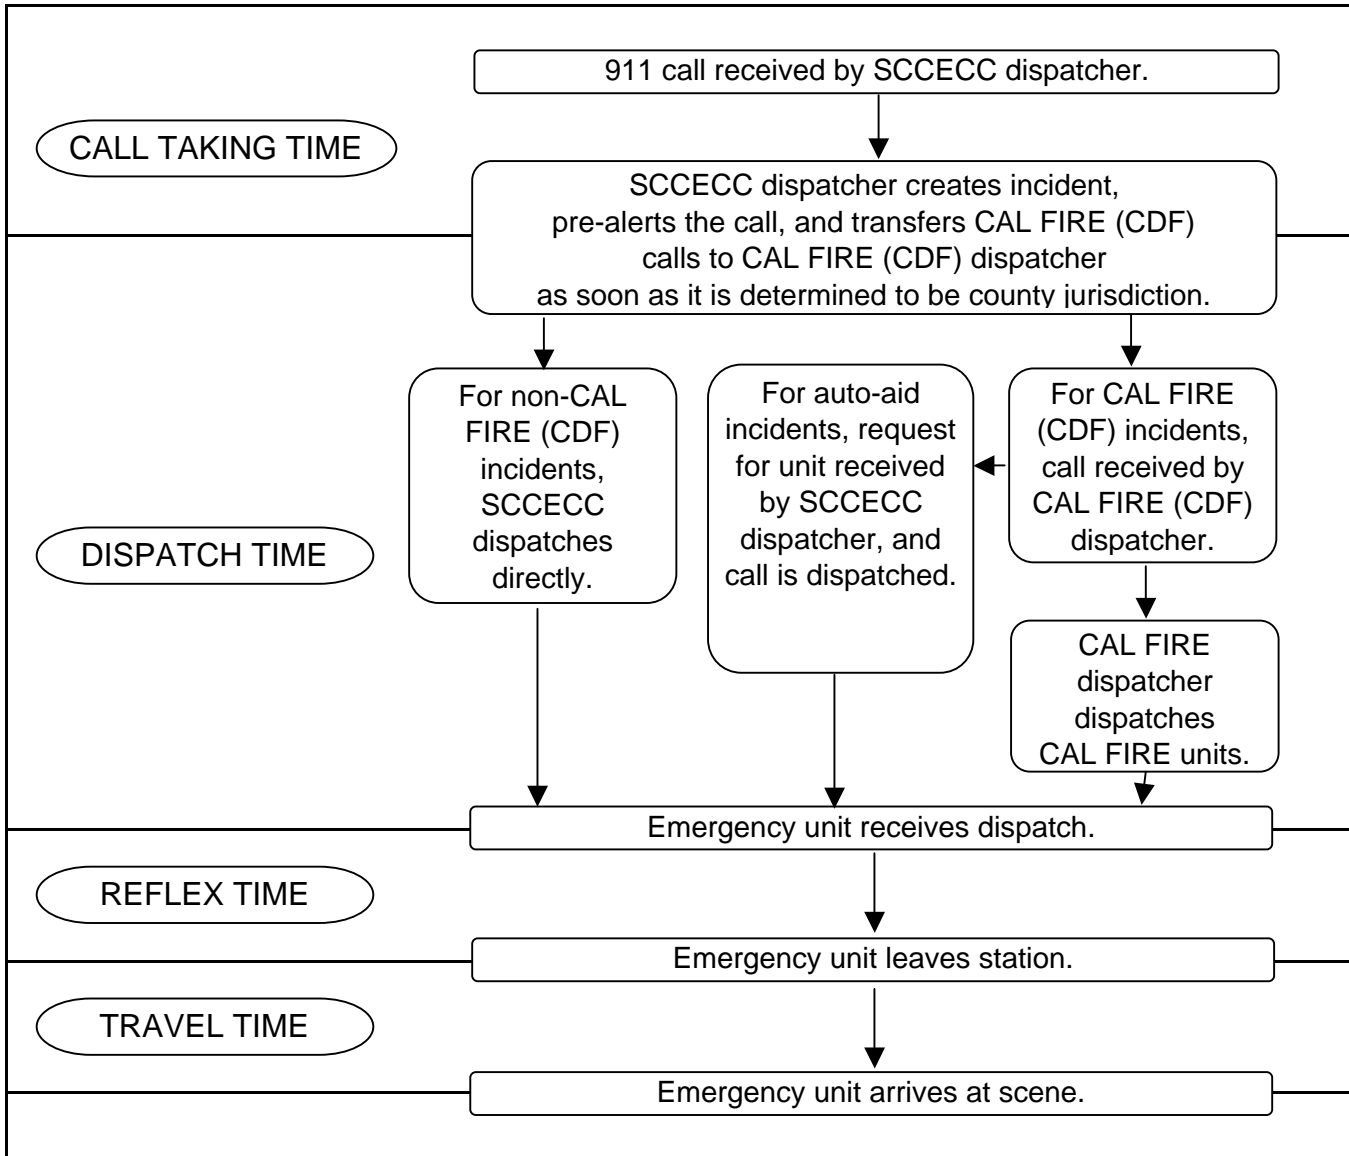 911 call received by SCCECC dispatcher.
CALL TAKING TIME
SCCECC dispatcher creates incident,
pre-alerts the call, and transfers CAL FIRE (CDF)
calls to CAL FIRE (CDF) dispatcher
as soon as it is determined to be county jurisdiction.
DISPATCH TIME
For non-CAL
FIRE (CDF)
incidents,
SCCECC
dispatches
directly.
For auto-aid
incidents, request
for unit received
by SCCECC
dispatcher, and
call is dispatched.
For CAL FIRE
(CDF) incidents,
call received by
CAL FIRE (CDF)
dispatcher.
CAL FIRE
dispatcher
dispatches
CAL FIRE units.
Emergency unit receives dispatch.
REFLEX TIME
Emergency unit leaves station.
TRAVEL TIME
Emergency unit arrives at scene.